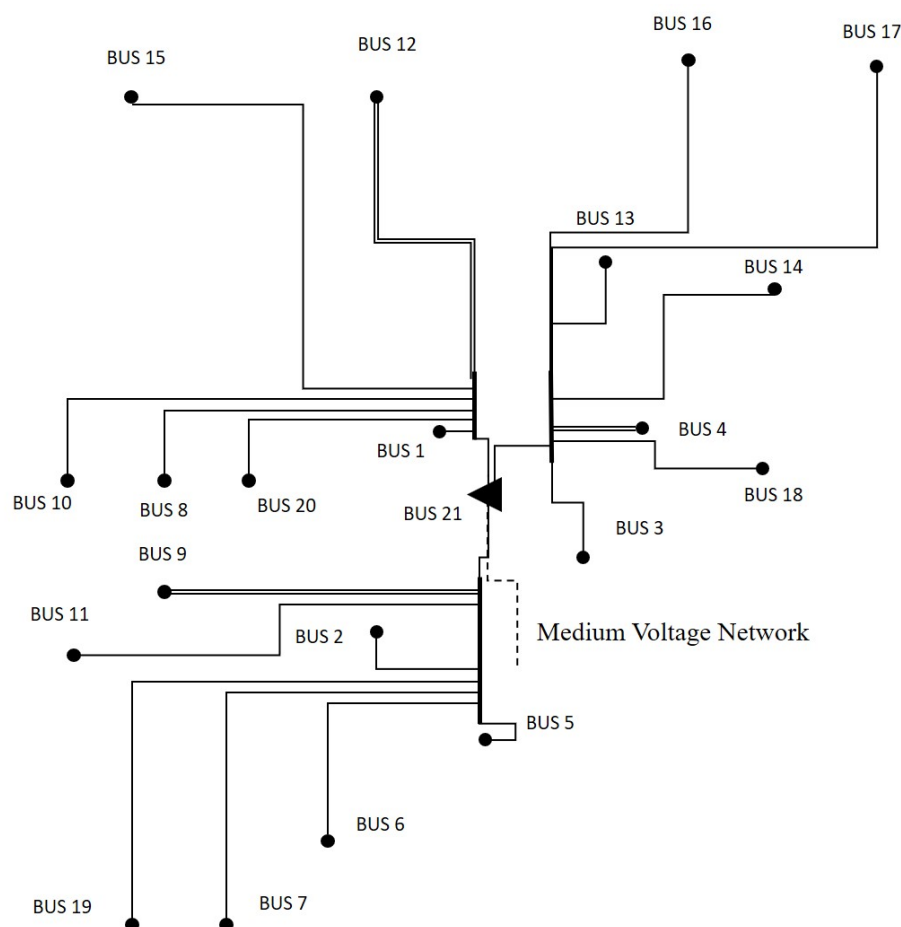 BUS 16
BUS 17
BUS 12
BUS 15
BUS 13
BUS 14
BUS 4
BUS 1
BUS 18
BUS 10
BUS 8
BUS 20
BUS 21
BUS 3
BUS 9
BUS 11
BUS 2
Medium Voltage Network
BUS 5
BUS 6
BUS 19
BUS 7